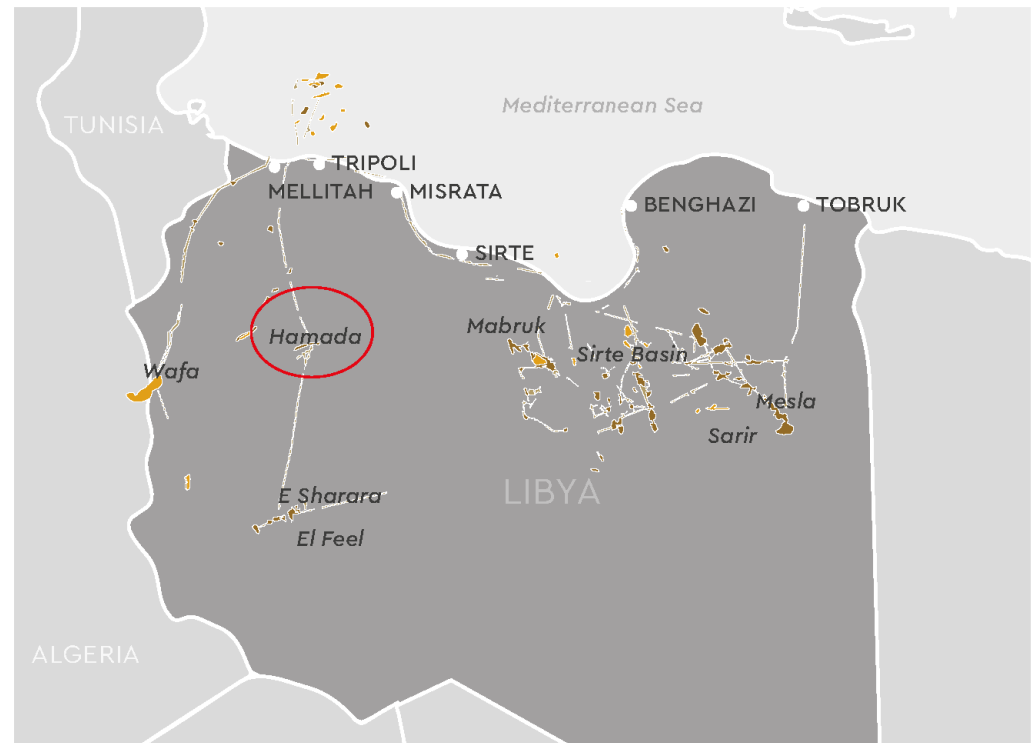 Mediterranean Sea
TUNISIA
TRIPOLI
MELLITAH
MISRATA
BENGHAZI
TOBRUK
SIRTE
Hamada
Mabruk
Sirte Basin
Wafa
Mesla
Sarir
LIBYA
E Sharara
El Feel
ALGERIA